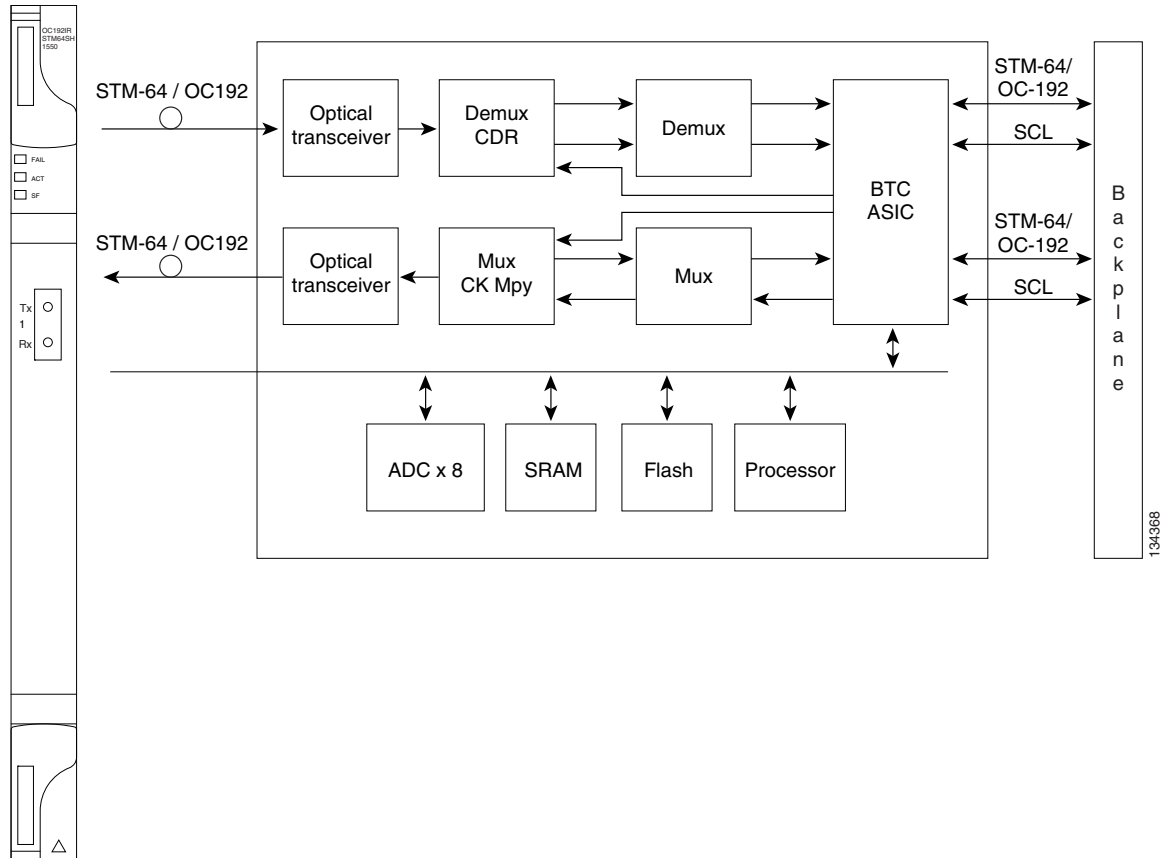 OC192IR
STM64SH
1550
FAIL
ACT
SF
Tx
1
Rx
STM-64 / OC192
Optical
transceiver
Demux
CDR
Demux
BTC
ASIC
STM-64/
OC-192
SCL
STM-64 / OC192
Optical
transceiver
Mux
CK Mpy
Mux
STM-64/
OC-192
SCL
Backplane
ADC x 8
SRAM
Flash
Processor
134368